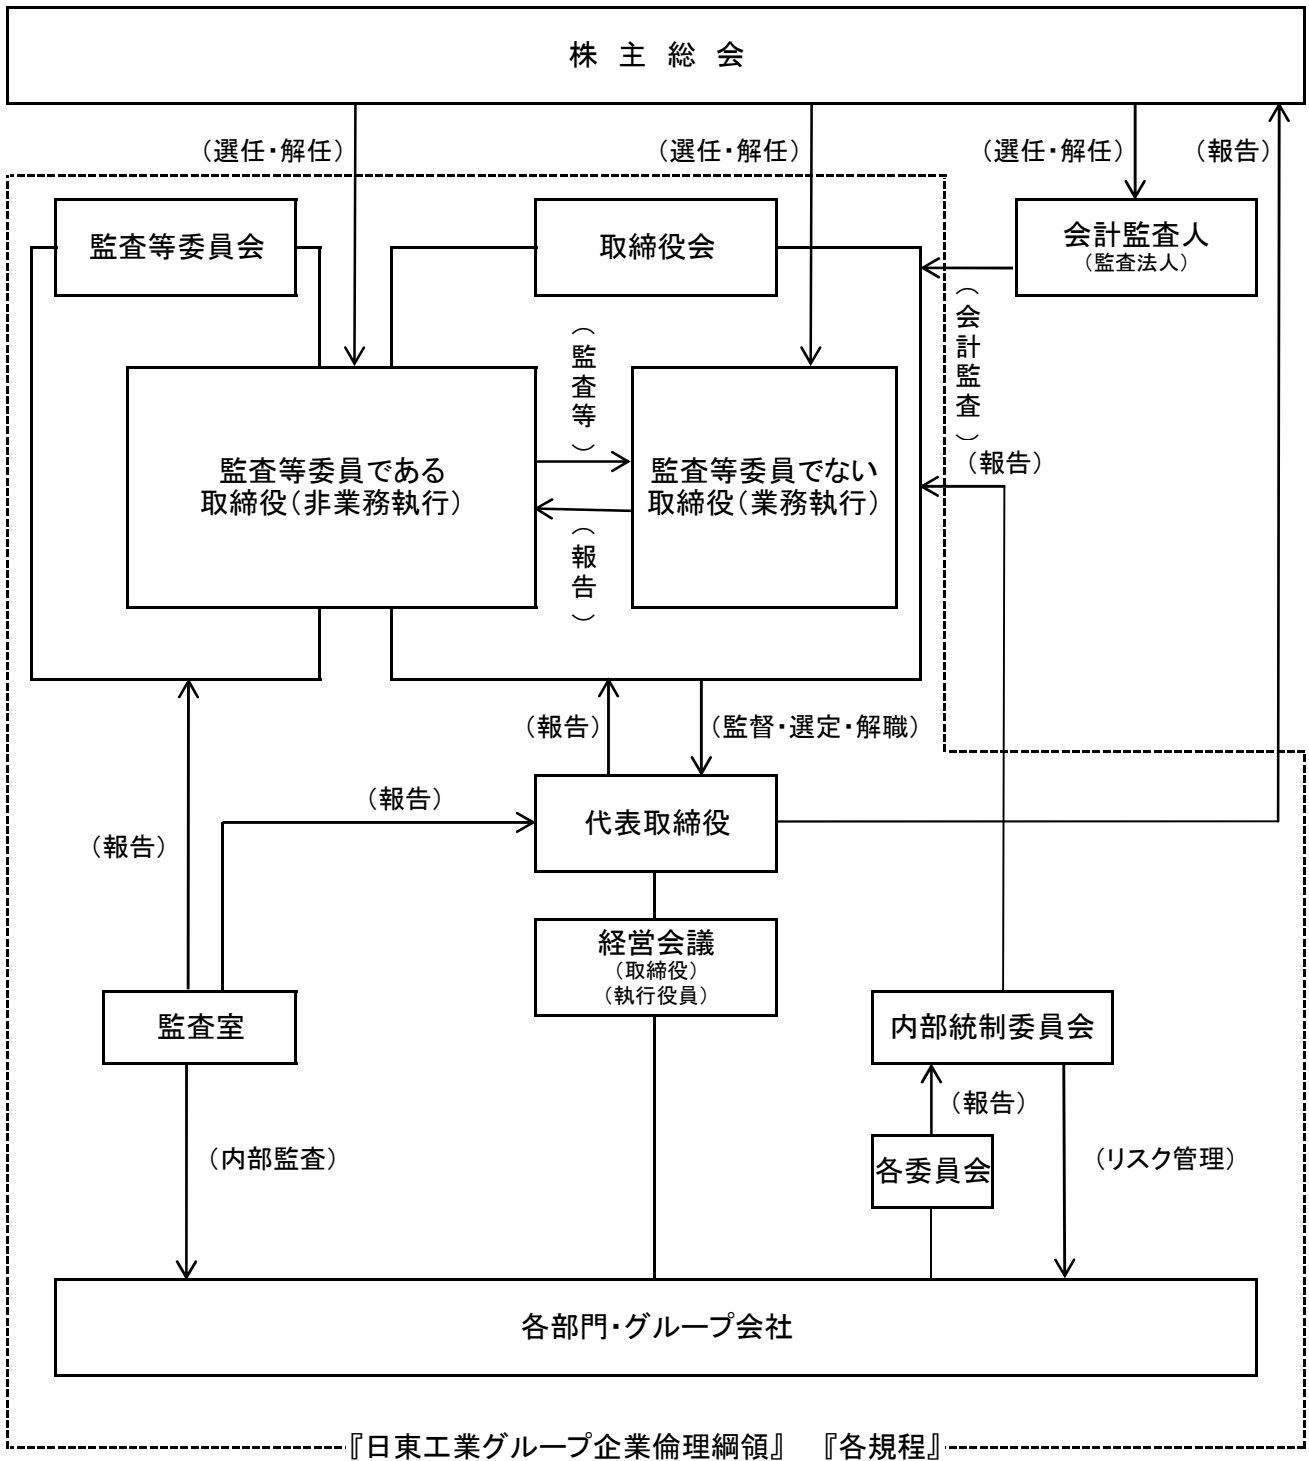 株 主 総 会
（選任・解任）
（選任・解任）
（選任・解任）
（報告）
監査等委員会
取締役会
会計監査人
（監査法人）
（会計監査）
（監査等）
監査等委員である
取締役（非業務執行）
監査等委員でない
取締役（業務執行）
（報告）
（報告）
（報告）
（監督・選定・解職）
（報告）
代表取締役
（報告）
経営会議
（取締役）
（執行役員）
監査室
内部統制委員会
（報告）
（内部監査）
各委員会
（リスク管理）
各部門・グループ会社
『日東工業グループ企業倫理綱領』 『各規程』